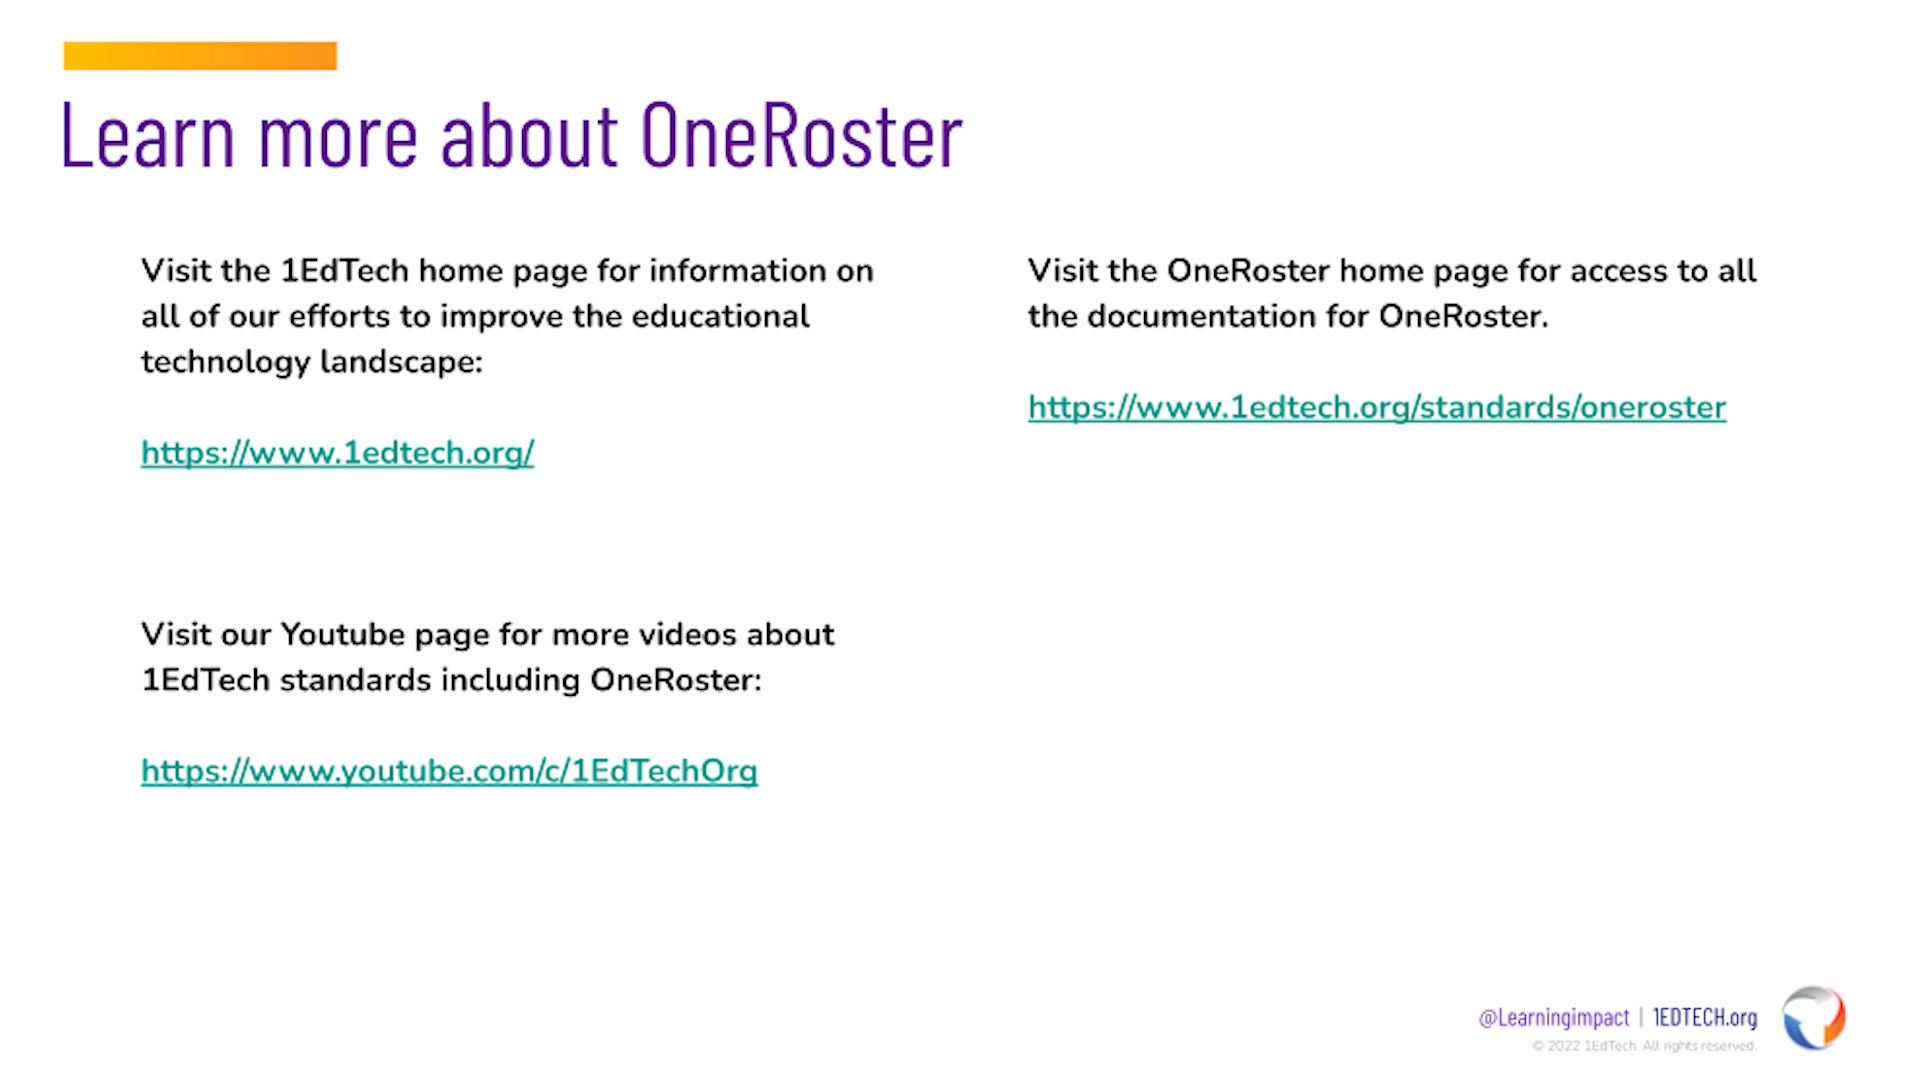 Learn more about OneRoster
Visit the 1EdTech home page for information on
all of our efforts to improve the educational
technology landscape:
https://www.1edtech.org/
Visit our Youtube page for more videos about
1EdTech standards including OneRoster:
https://www.youtube.com/c/1EdTechOrg
Visit the OneRoster home page for access to all
the documentation for OneRoster.
https://www.1edtech.org/standards/oneroster
@Learningimpact | 1EDTECH.org
© 2022 1EdTech. All rights reserved.